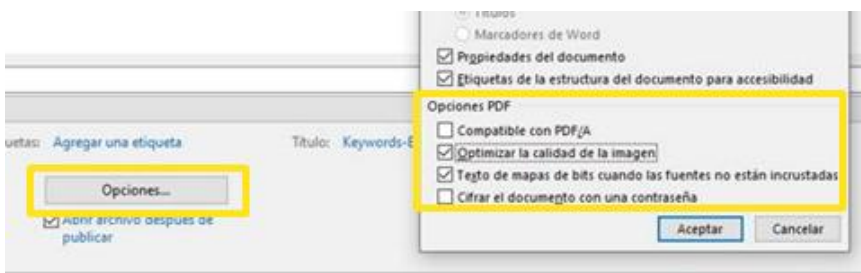 Títulos
Marcadores de Word
Propiedades del documento
Etiquetas de la estructura del documento para accesibilidad
Opciones PDF
Compatible con PDF/A
Optimizar la calidad de la imagen
Texto de mapas de bits cuando las fuentes no están incrustadas
Cifrar el documento con una contraseña
Aceptar Cancelar
uetas: Agregar una etiqueta Título: Keywords-E
Opciones...
Abrir archivo después de
publicar